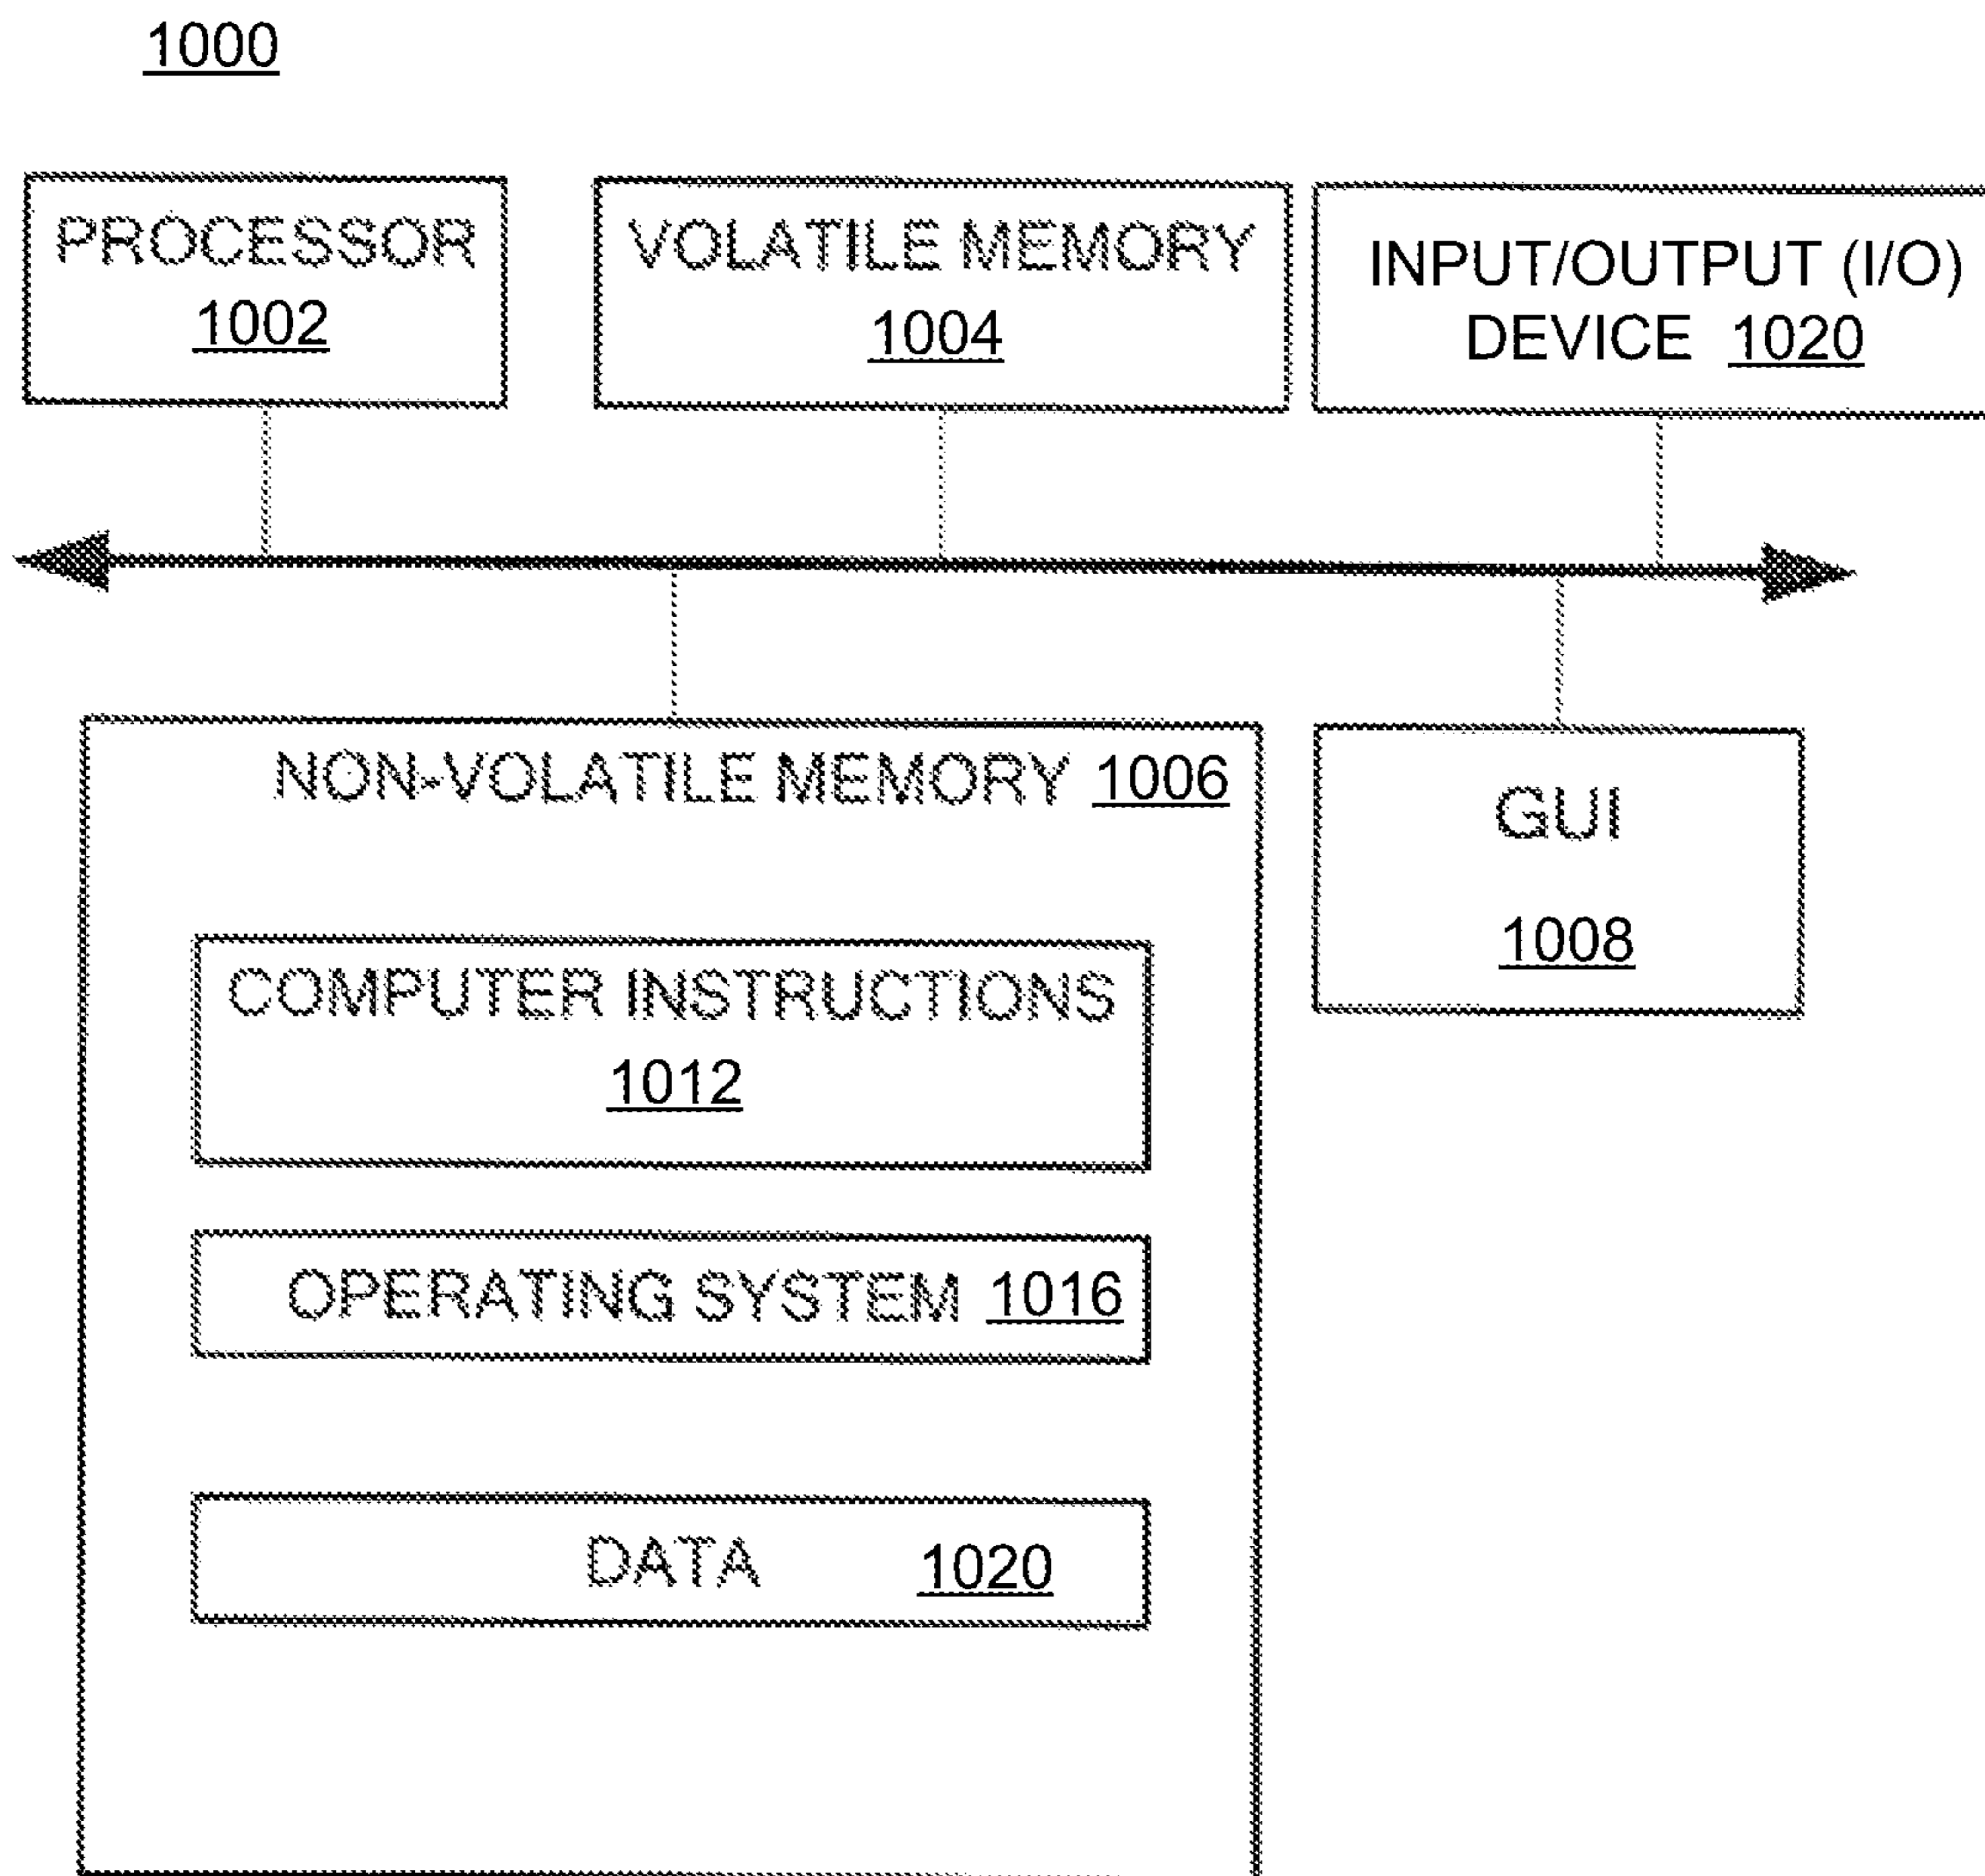 1000
PROCESSOR
1002
VOLATILE MEMORY
1004
INPUT/OUTPUT (I/O)
DEVICE 1020
NON-VOLATILE MEMORY 1006
COMPUTER INSTRUCTIONS
1012
OPERATING SYSTEM 1016
DATA 1020
GUI
1008